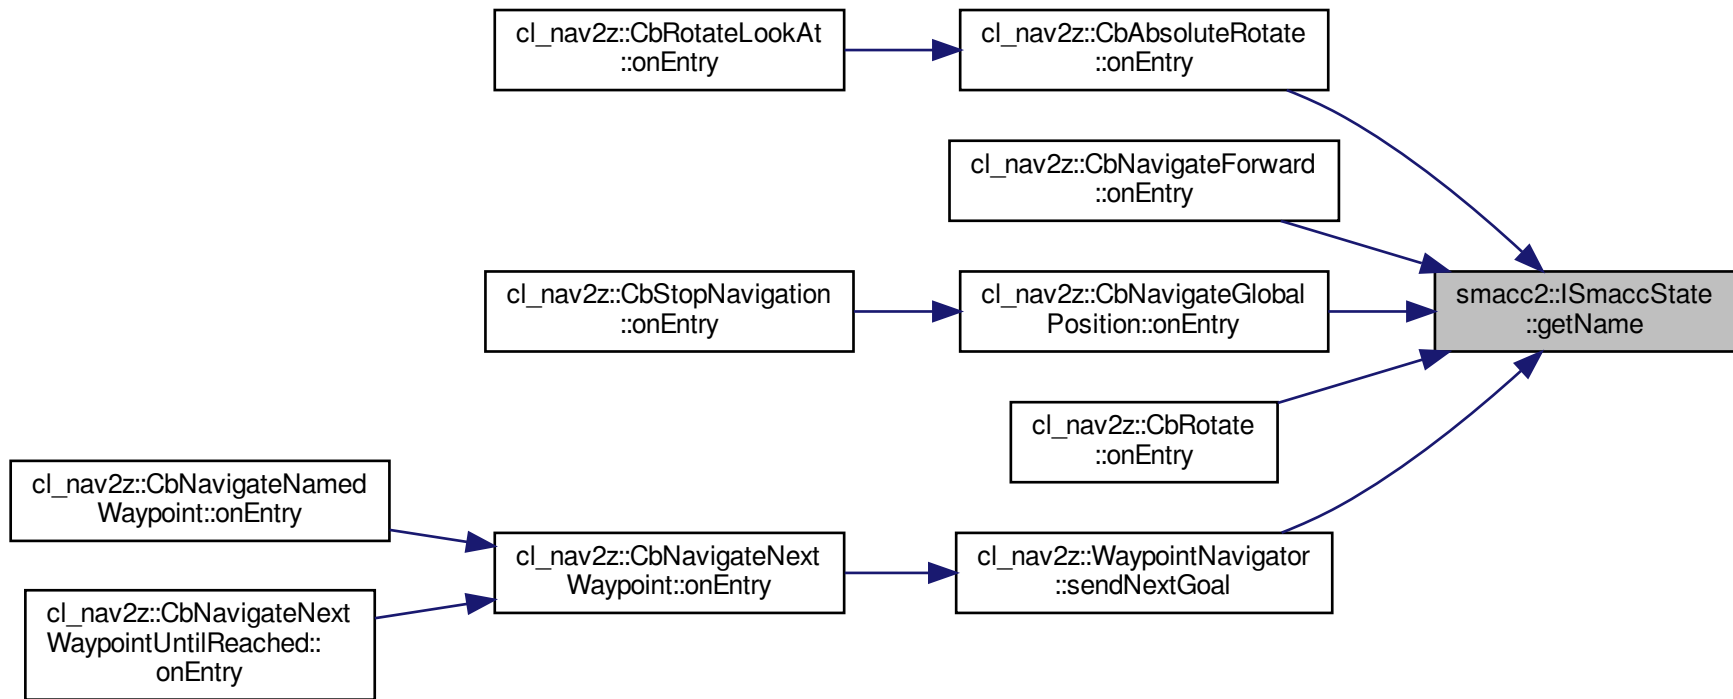 cl_nav2z::CbRotateLookAt
::onEntry
cl_nav2z::CbAbsoluteRotate
::onEntry
cl_nav2z::CbNavigateForward
::onEntry
cl_nav2z::CbStopNavigation
::onEntry
cl_nav2z::CbNavigateGlobal
Position::onEntry
smacc2::ISmaccState
::getName
cl_nav2z::CbRotate
::onEntry
cl_nav2z::CbNavigateNamed
Waypoint::onEntry
cl_nav2z::CbNavigateNext
Waypoint::onEntry
cl_nav2z::WaypointNavigator
::sendNextGoal
cl_nav2z::CbNavigateNext
WaypointUntilReached::
onEntry